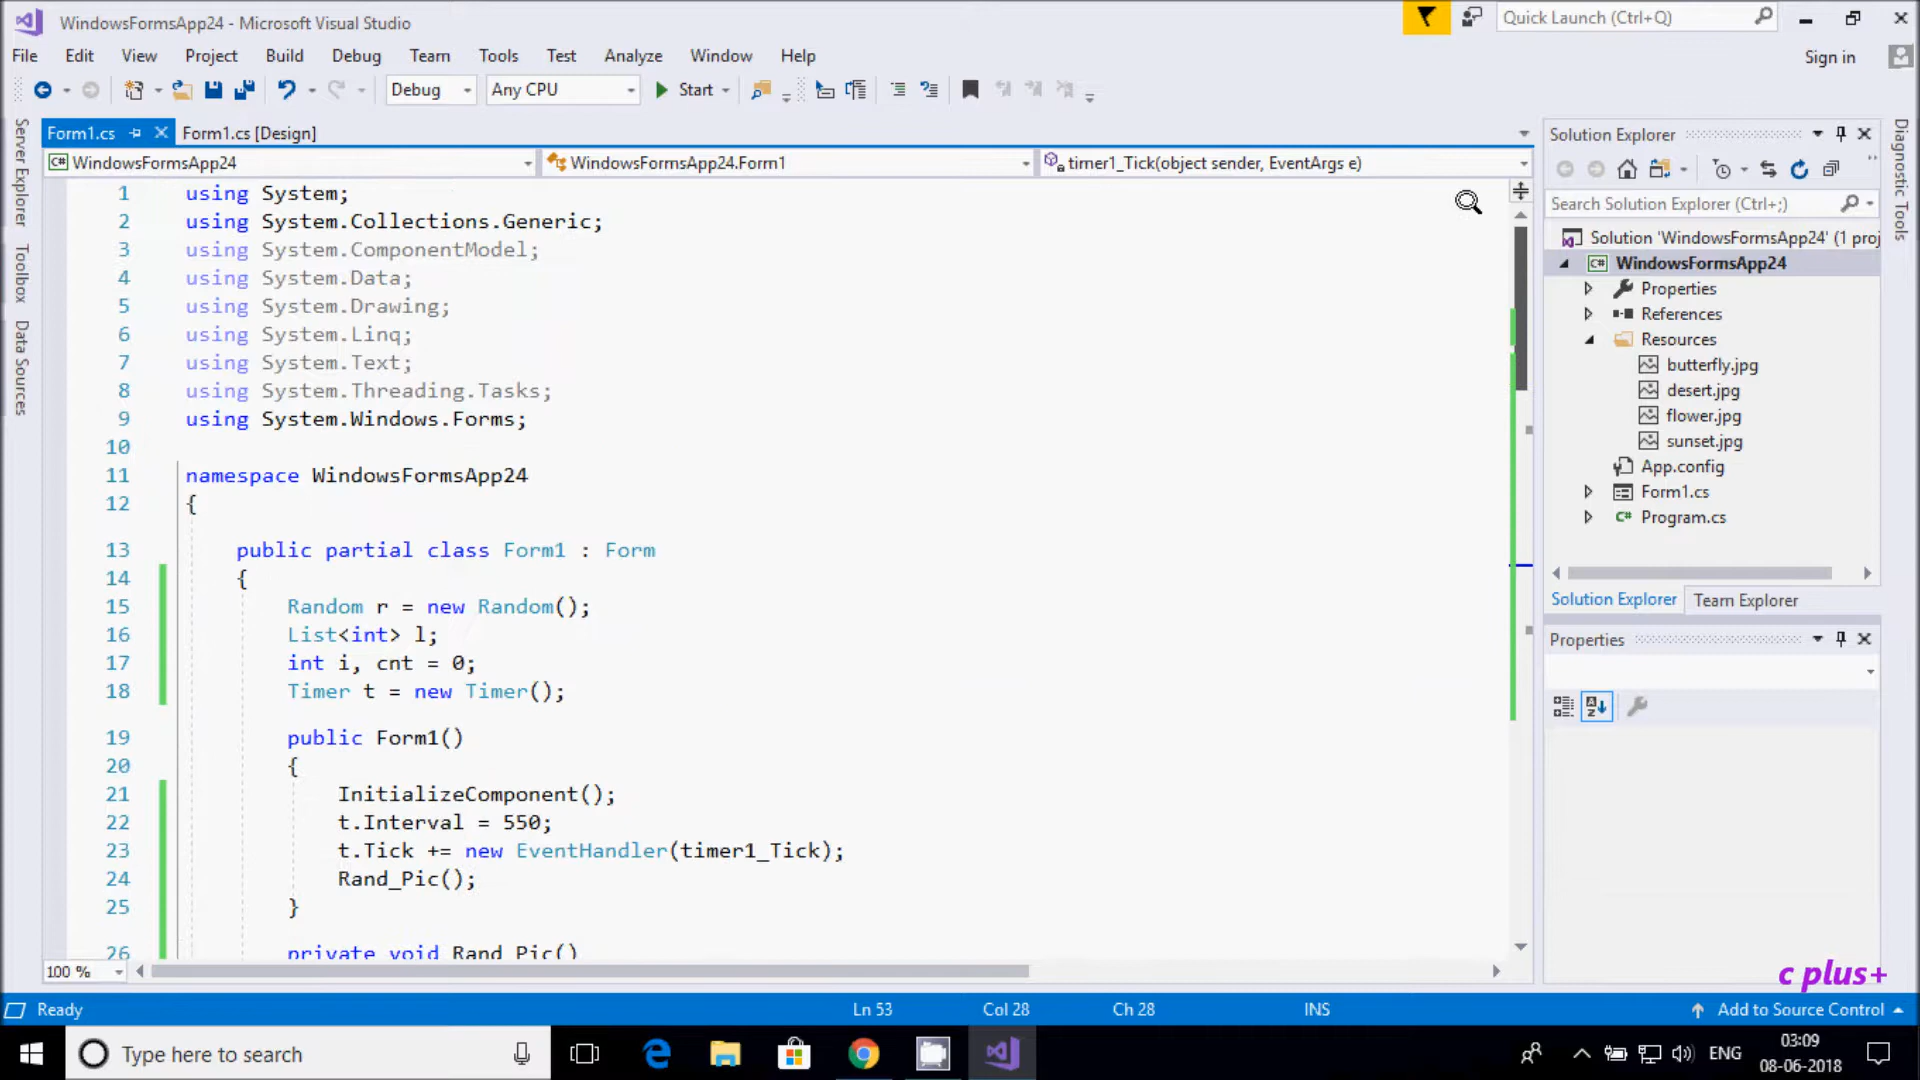 WindowsFormsApp24 - Microsoft Visual Studio
Quick Launch (Ctrl+Q)
File Edit View Project Build Debug Team Tools Test Analyze Window Help
Sign in
Debug Any CPU Start
Form1.cs Form1.cs [Design]
WindowsFormsApp24 WindowsFormsApp24.Form1 timer1_Tick(object sender, EventArgs e)
Server Explorer
Toolbox
Data Sources
1 using System;
2 using System.Collections.Generic;
3 using System.ComponentModel;
4 using System.Data;
5 using System.Drawing;
6 using System.Linq;
7 using System.Text;
8 using System.Threading.Tasks;
9 using System.Windows.Forms;
10
11 namespace WindowsFormsApp24
12 {
13 public partial class Form1 : Form
14 {
15 Random r = new Random();
16 List<int> l;
17 int i, cnt = 0;
18 Timer t = new Timer();
19 public Form1()
20 {
21 InitializeComponent();
22 t.Interval = 550;
23 t.Tick += new EventHandler(timer1_Tick);
24 Rand_Pic();
25 }
26 private void Rand_Pic()
100 %
Solution Explorer
Search Solution Explorer (Ctrl+;)
Solution 'WindowsFormsApp24' (1 proj
C# WindowsFormsApp24
Properties
References
Resources
butterfly.jpg
desert.jpg
flower.jpg
sunset.jpg
App.config
Form1.cs
C# Program.cs
Solution Explorer Team Explorer
Properties
Diagnostic Tools
c plus+
Ready Ln 53 Col 28 Ch 28 INS Add to Source Control
Type here to search
ENG
03:09
08-06-2018